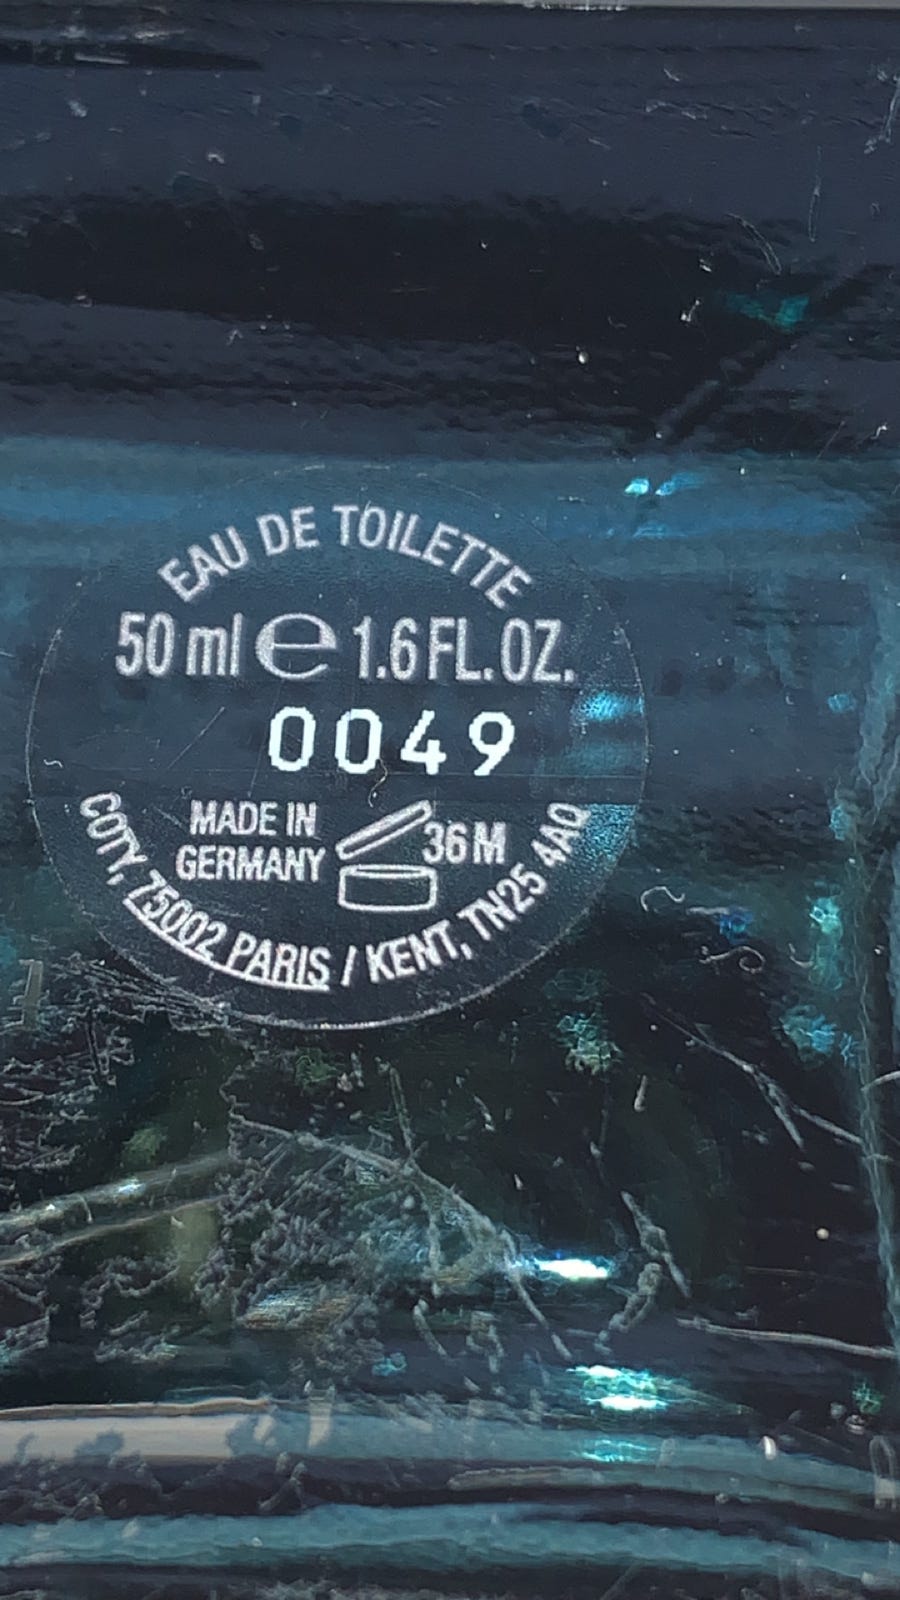 EAU DE TOILETTE
50 ml e 1.6 FL. OZ.
0049
MADE IN
GERMANY
36 M
COTY, 75002 PARIS / KENT, TN25 4AQ